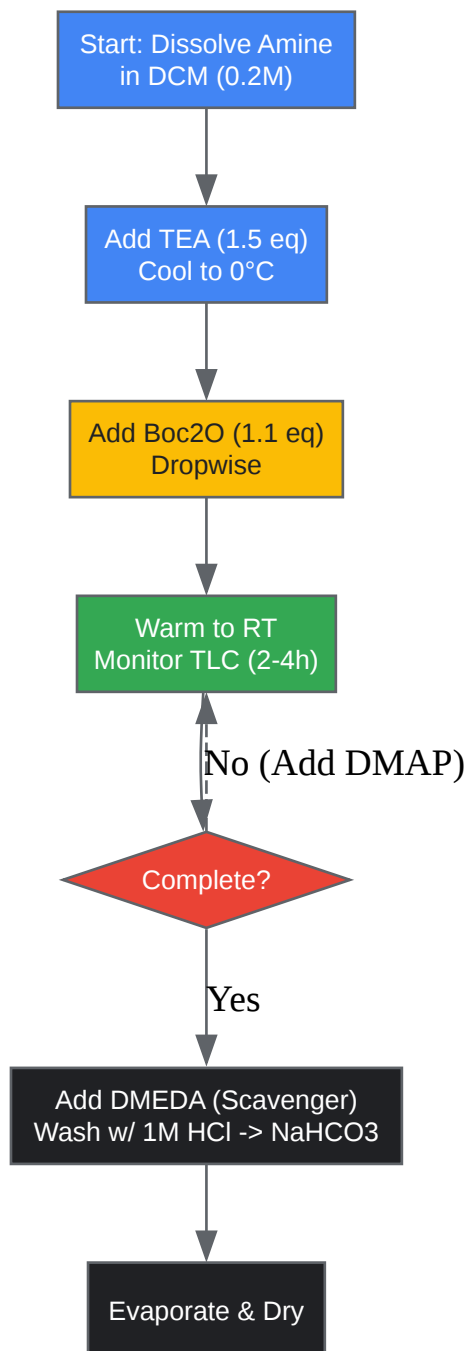 Start: Dissolve Amine
in DCM (0.2M)
Add TEA (1.5 eq)
Cool to 0°C
Add Boc2O (1.1 eq)
Dropwise
Warm to RT
Monitor TLC (2-4h)
No (Add DMAP)
Complete?
Yes
Add DMEDA (Scavenger)
Wash w/ 1M HCl -> NaHCO3
Evaporate & Dry